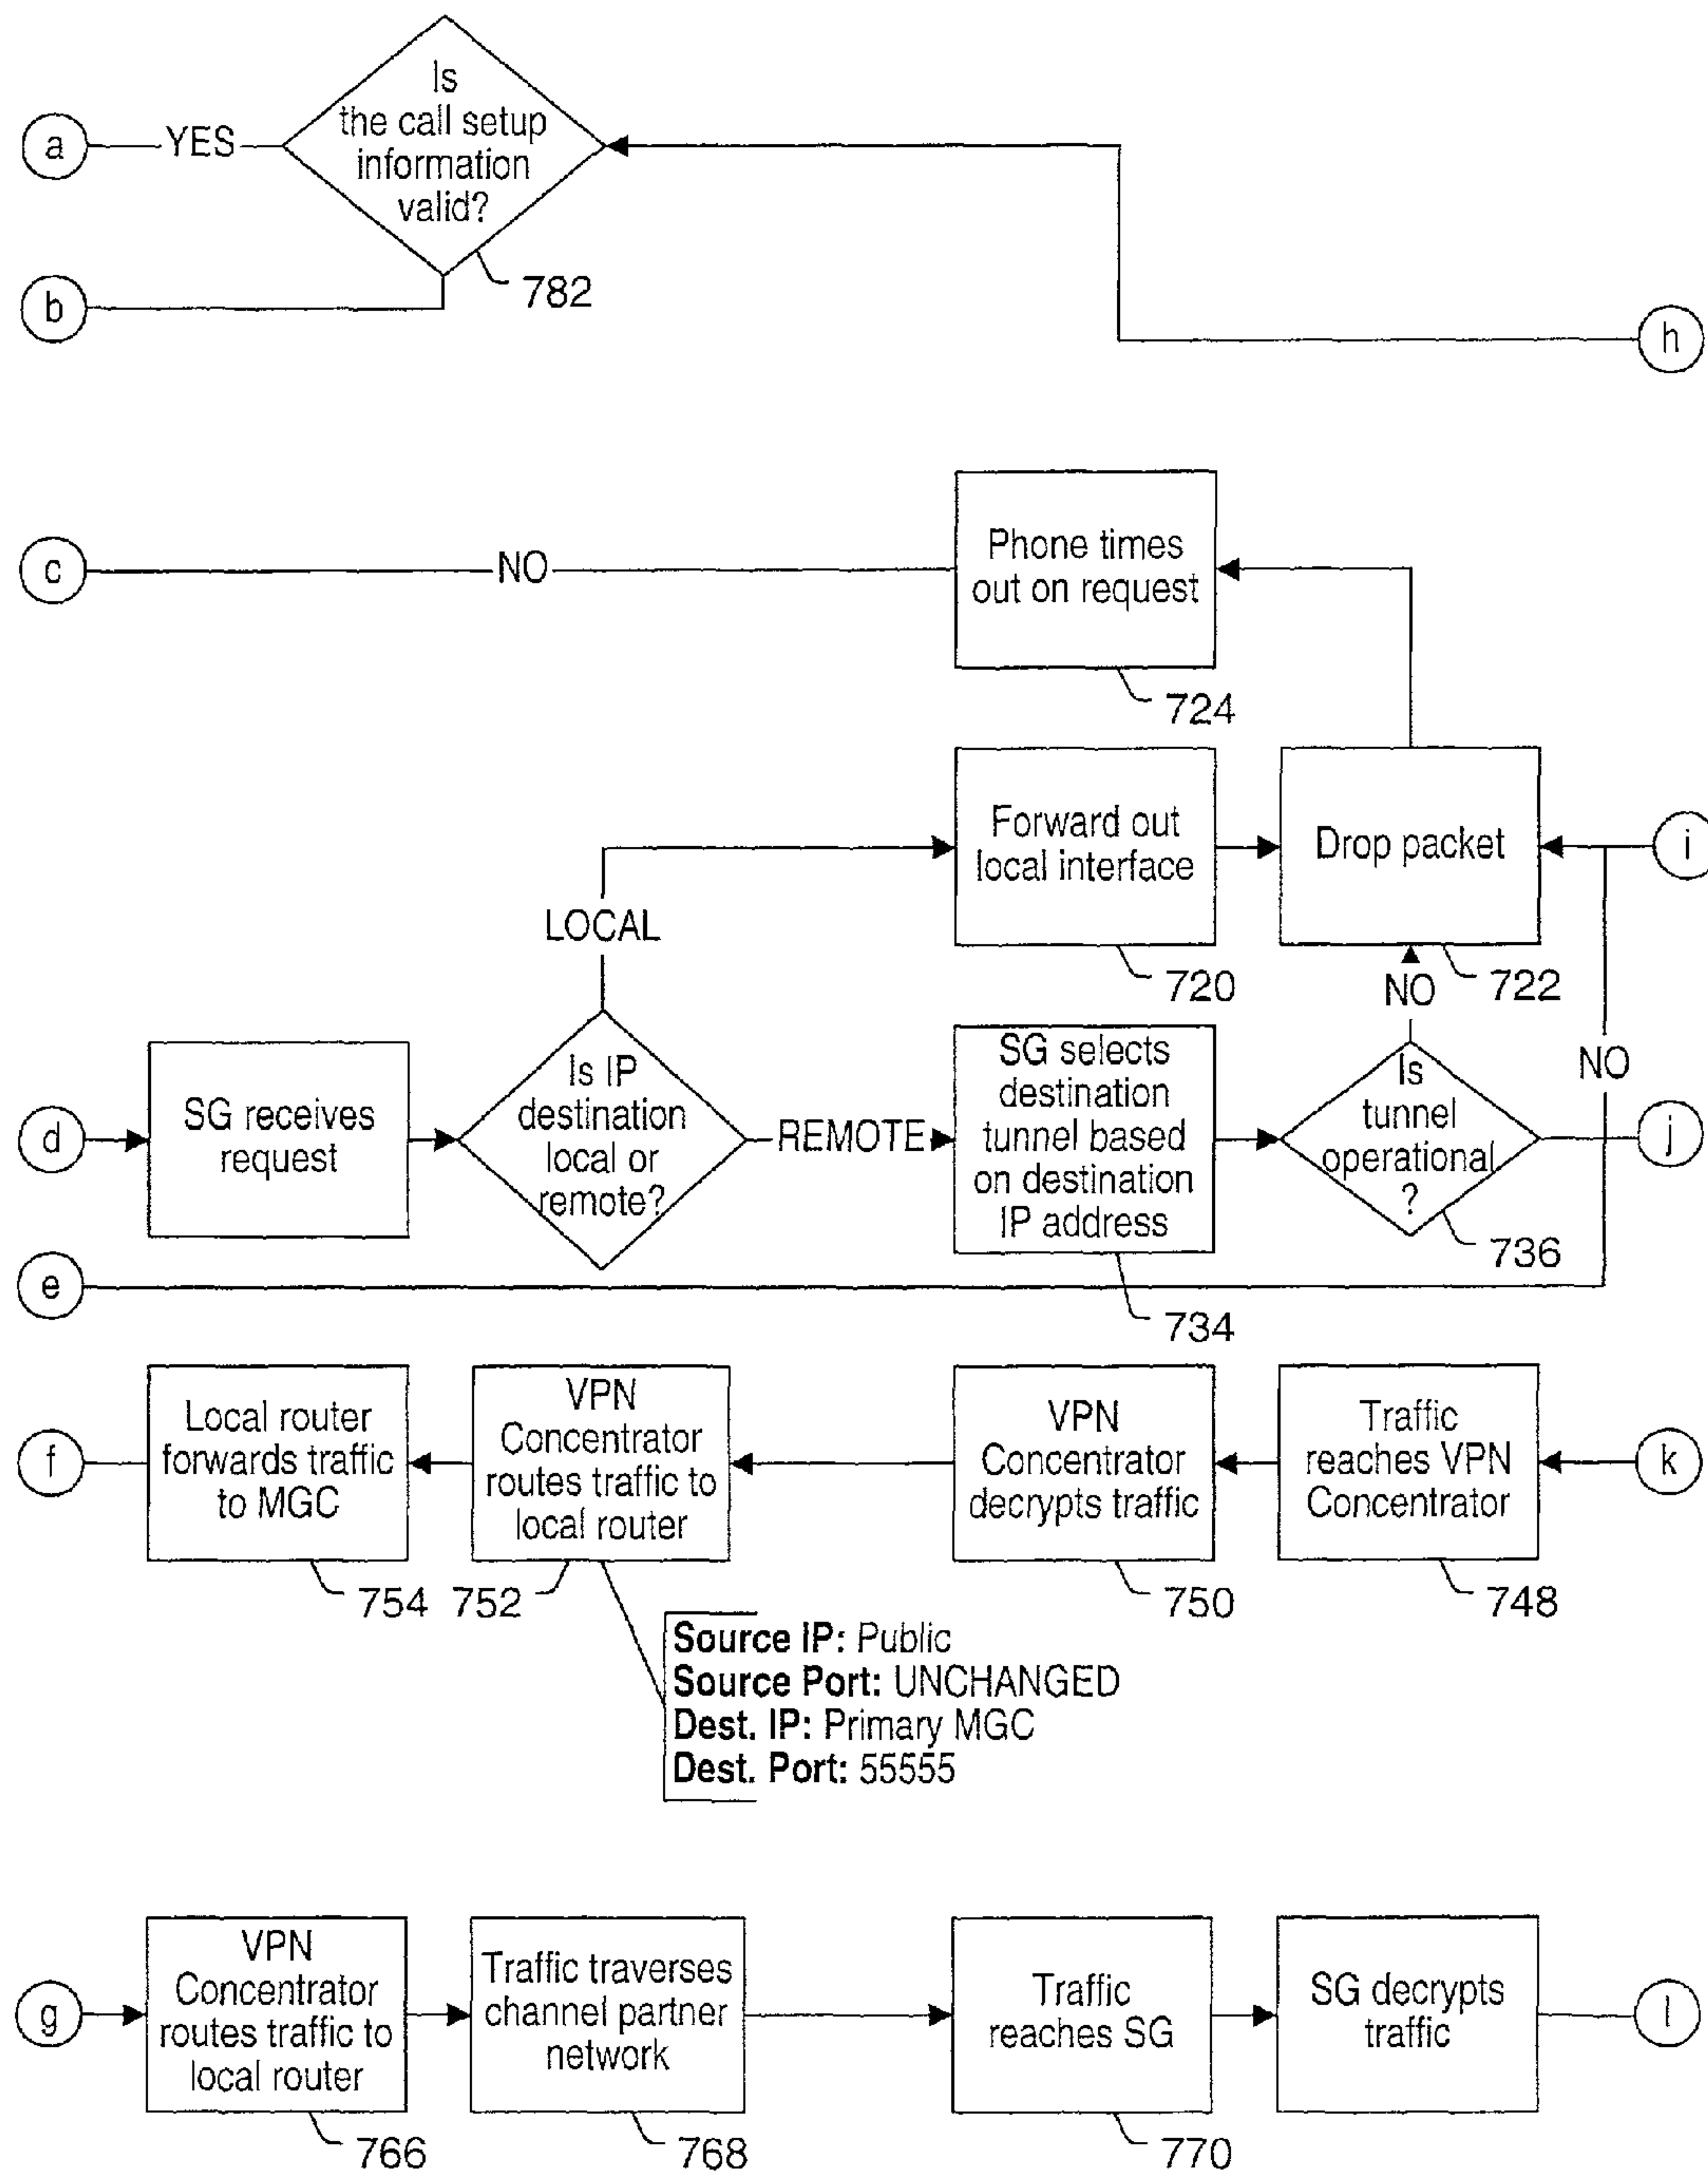 Is
the call setup
information
valid?
a
YES
782
b
h
c
NO
Phone times
out on request
724
Forward out
local interface
720
Drop packet
722
i
LOCAL
NO
NO
d
SG receives
request
Is IP
destination
local or
remote?
REMOTE
SG selects
destination
tunnel based
on destination
IP address
734
Is
tunnel
operational
?
736
j
e
f
Local router
forwards traffic
to MGC
754
VPN
Concentrator
routes traffic to
local router
752
VPN
Concentrator
decrypts traffic
750
Traffic
reaches VPN
Concentrator
748
k
Source IP: Public
Source Port: UNCHANGED
Dest. IP: Primary MGC
Dest. Port: 55555
g
VPN
Concentrator
routes traffic to
local router
766
Traffic traverses
channel partner
network
768
Traffic
reaches SG
770
SG decrypts
traffic
l